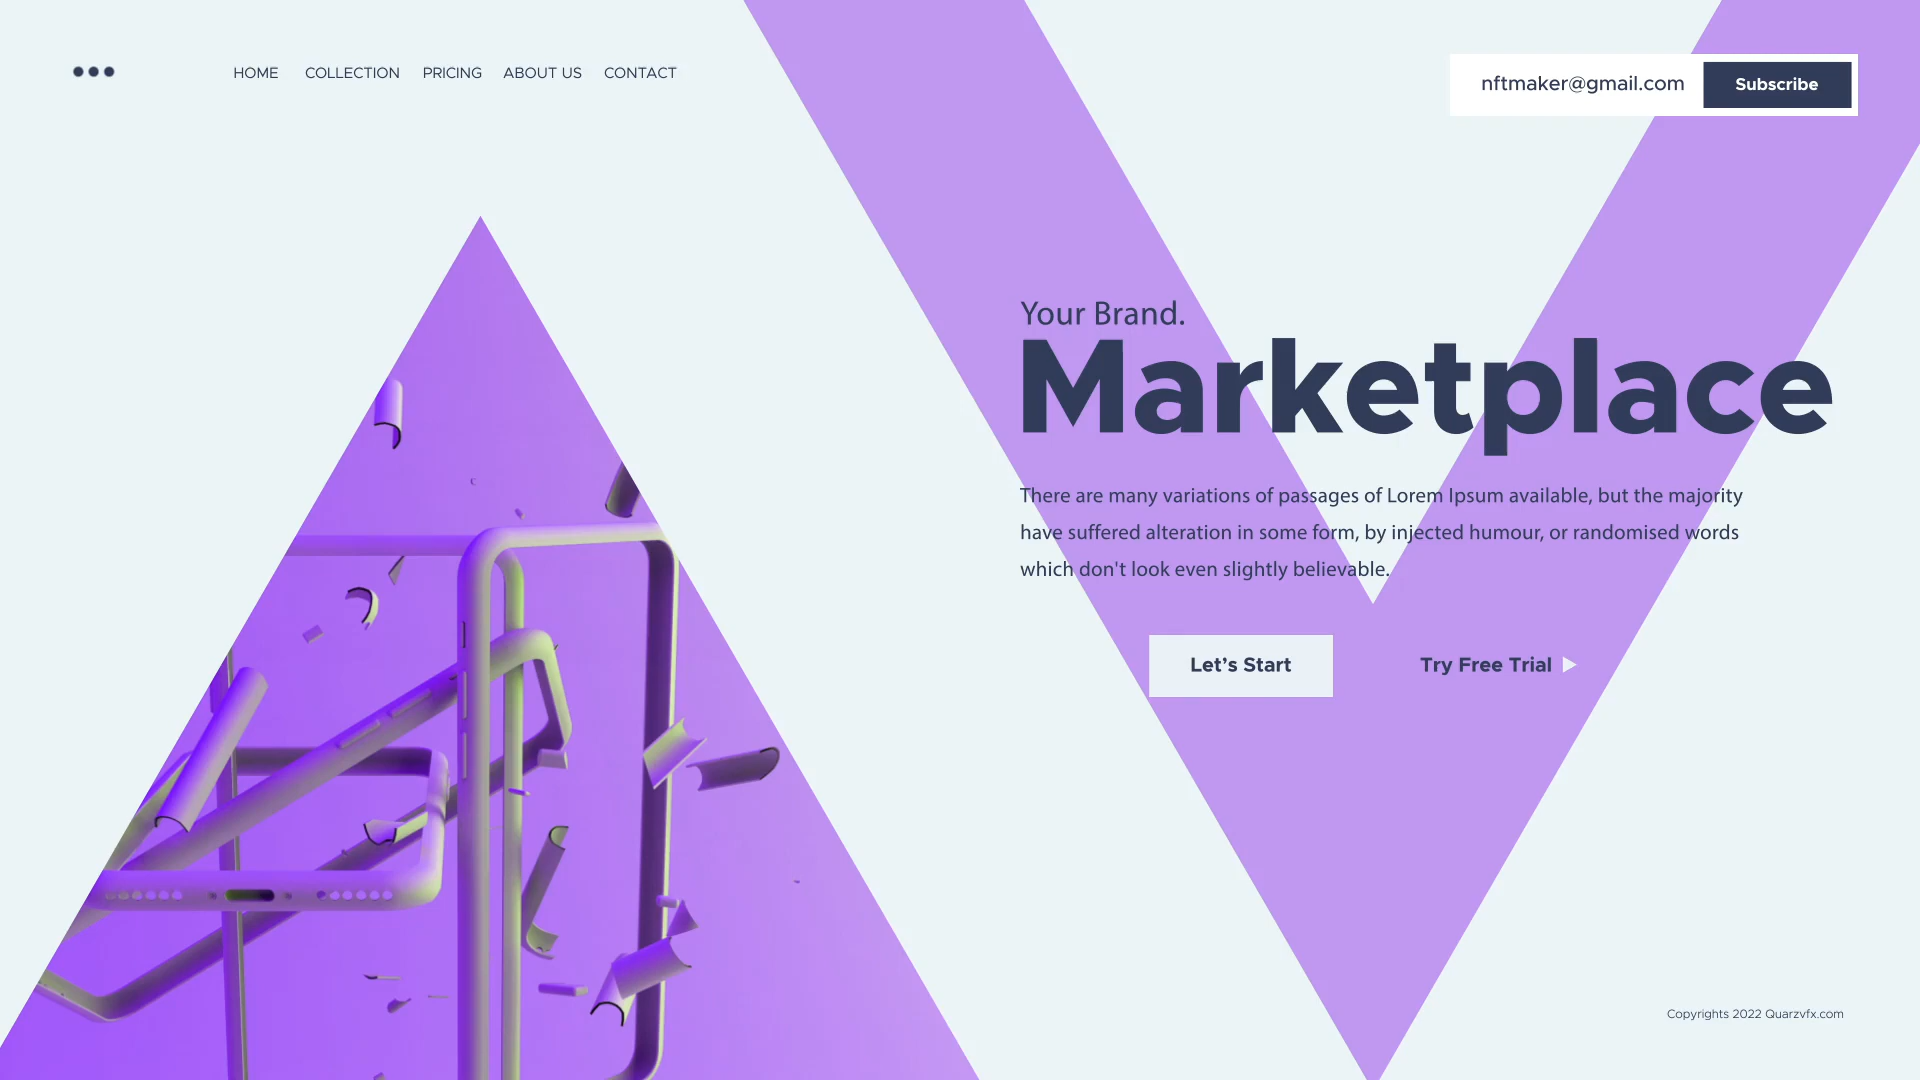 HOME COLLECTION PRICING ABOUT US CONTACT
nftmaker@gmail.com Subscribe
Your Brand.
Marketplace
There are many variations of passages of Lorem Ipsum available, but the majority
have suffered alteration in some form, by injected humour, or randomised words
which don't look even slightly believable.
Let’s Start
Try Free Trial
Copyrights 2022 Quarzvfx.com